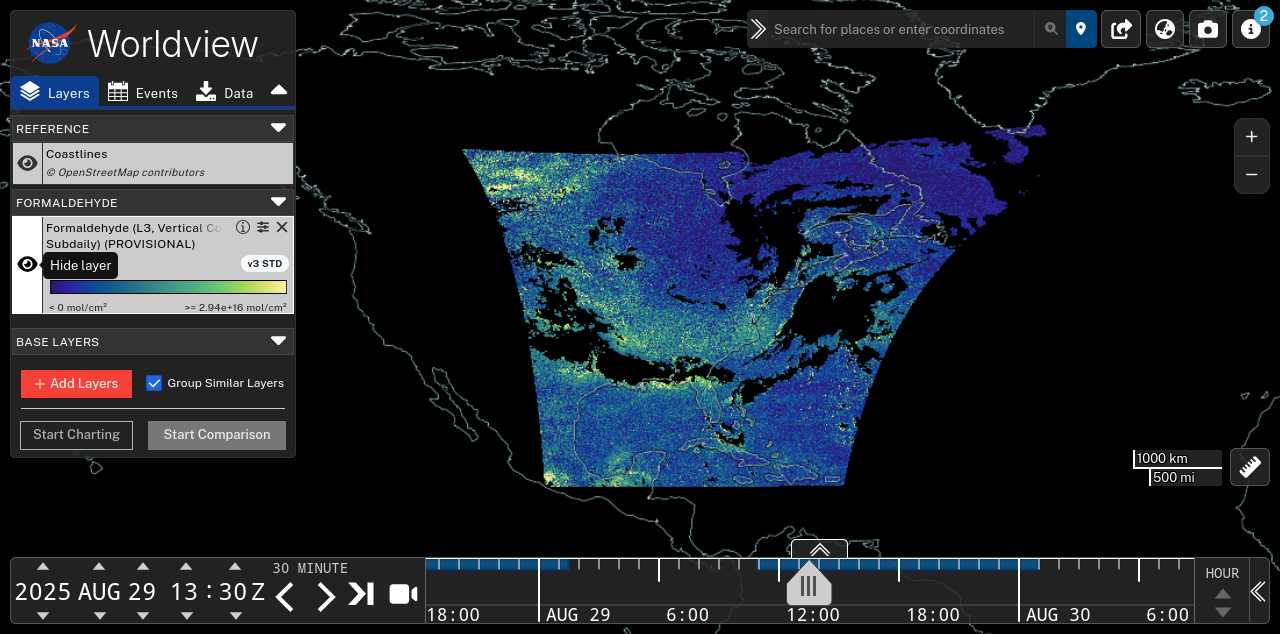 NASA Worldview
Search for places or enter coordinates
2
Layers Events Data
REFERENCE
Coastlines
© OpenStreetMap contributors
FORMALDEHYDE
Formaldehyde (L3, Vertical Co
Subdaily) (PROVISIONAL)
Hide layer
v3 STD
< 0 mol/cm² >= 2.94e+16 mol/cm²
BASE LAYERS
+ Add Layers Group Similar Layers
Start Charting Start Comparison
+
−
1000 km
500 mi
2025 AUG 29 13 : 30 Z
30 MINUTE
18:00 AUG 29 6:00 12:00 18:00 AUG 30 6:00
HOUR